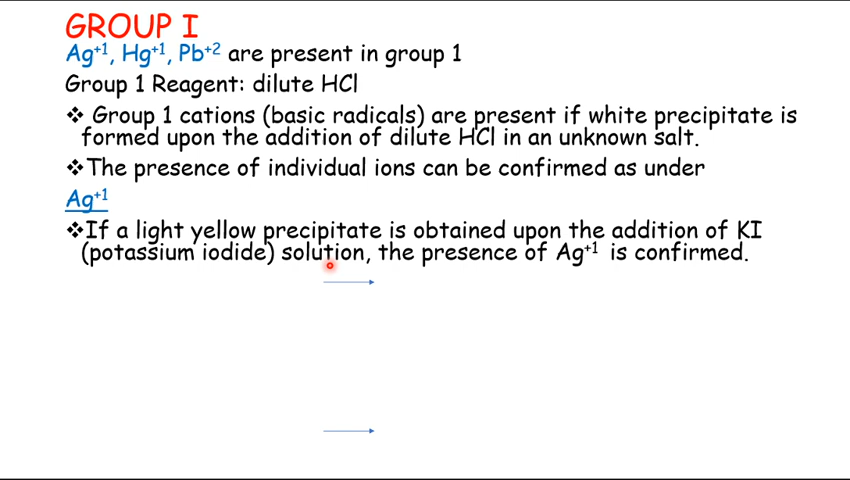 GROUP I
Ag+1, Hg+1, Pb+2 are present in group 1
Group 1 Reagent: dilute HCl
❖ Group 1 cations (basic radicals) are present if white precipitate is
formed upon the addition of dilute HCl in an unknown salt.
❖The presence of individual ions can be confirmed as under
Ag+1
❖If a light yellow precipitate is obtained upon the addition of KI
(potassium iodide) solution, the presence of Ag+1 is confirmed.